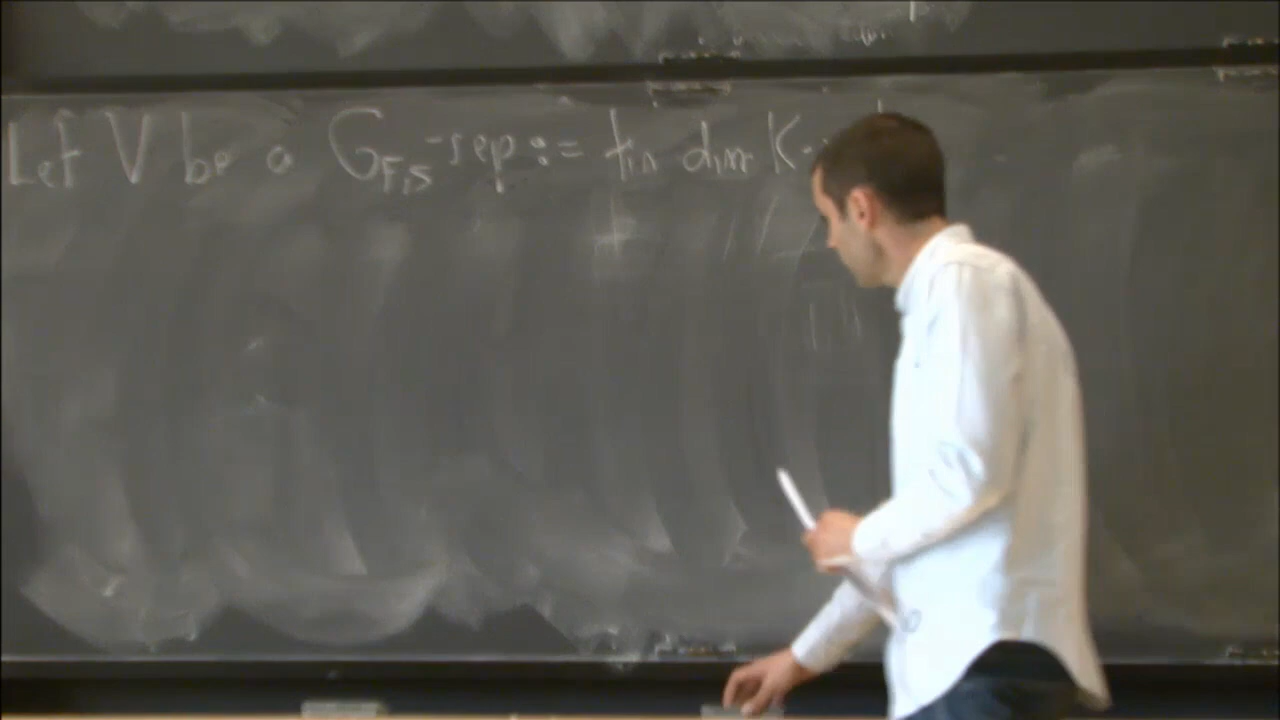 Let V be a G_{F,S}-rep := fin dim K-